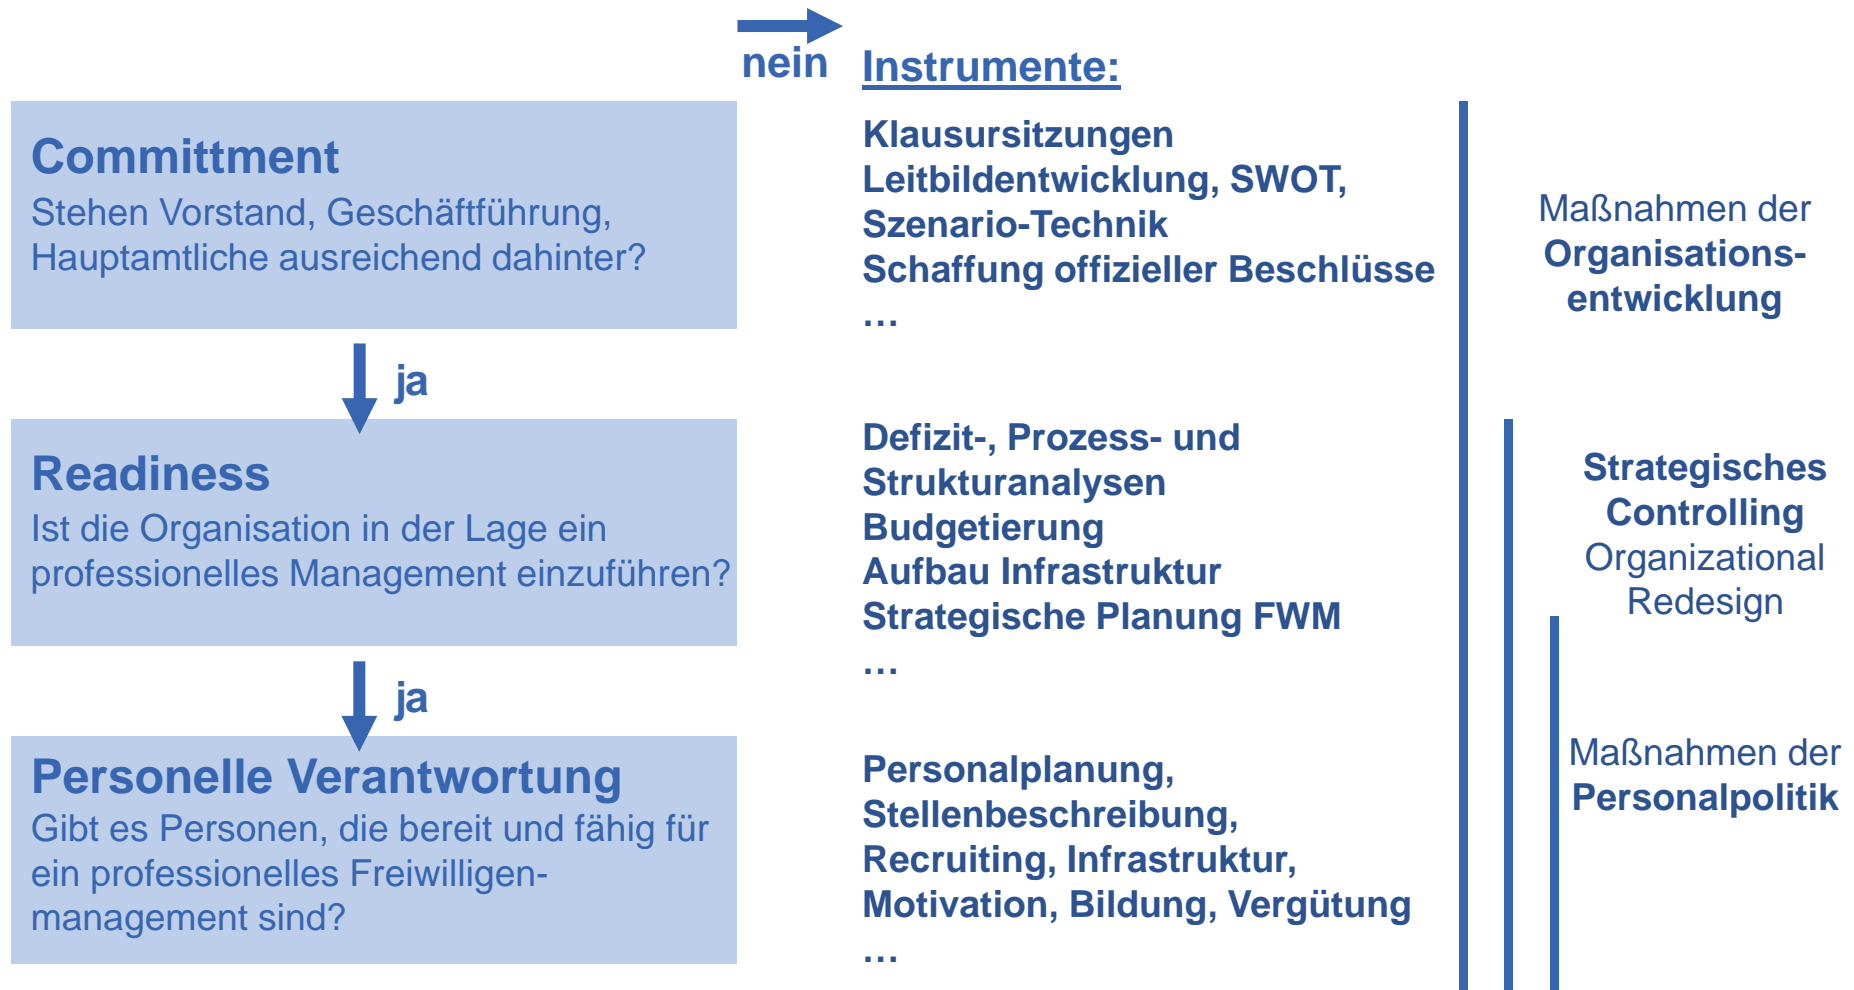 nein
Instrumente:
Committment
Stehen Vorstand, Geschäftführung,
Hauptamtliche ausreichend dahinter?
Klausursitzungen
Leitbildentwicklung, SWOT,
Szenario-Technik
Schaffung offizieller Beschlüsse
…
Maßnahmen der
Organisations-
entwicklung
ja
Readiness
Ist die Organisation in der Lage ein
professionelles Management einzuführen?
Defizit-, Prozess- und
Strukturanalysen
Budgetierung
Aufbau Infrastruktur
Strategische Planung FWM
…
Strategisches
Controlling
Organizational
Redesign
ja
Personelle Verantwortung
Gibt es Personen, die bereit und fähig für
ein professionelles Freiwilligen-
management sind?
Personalplanung,
Stellenbeschreibung,
Recruiting, Infrastruktur,
Motivation, Bildung, Vergütung
…
Maßnahmen der
Personalpolitik